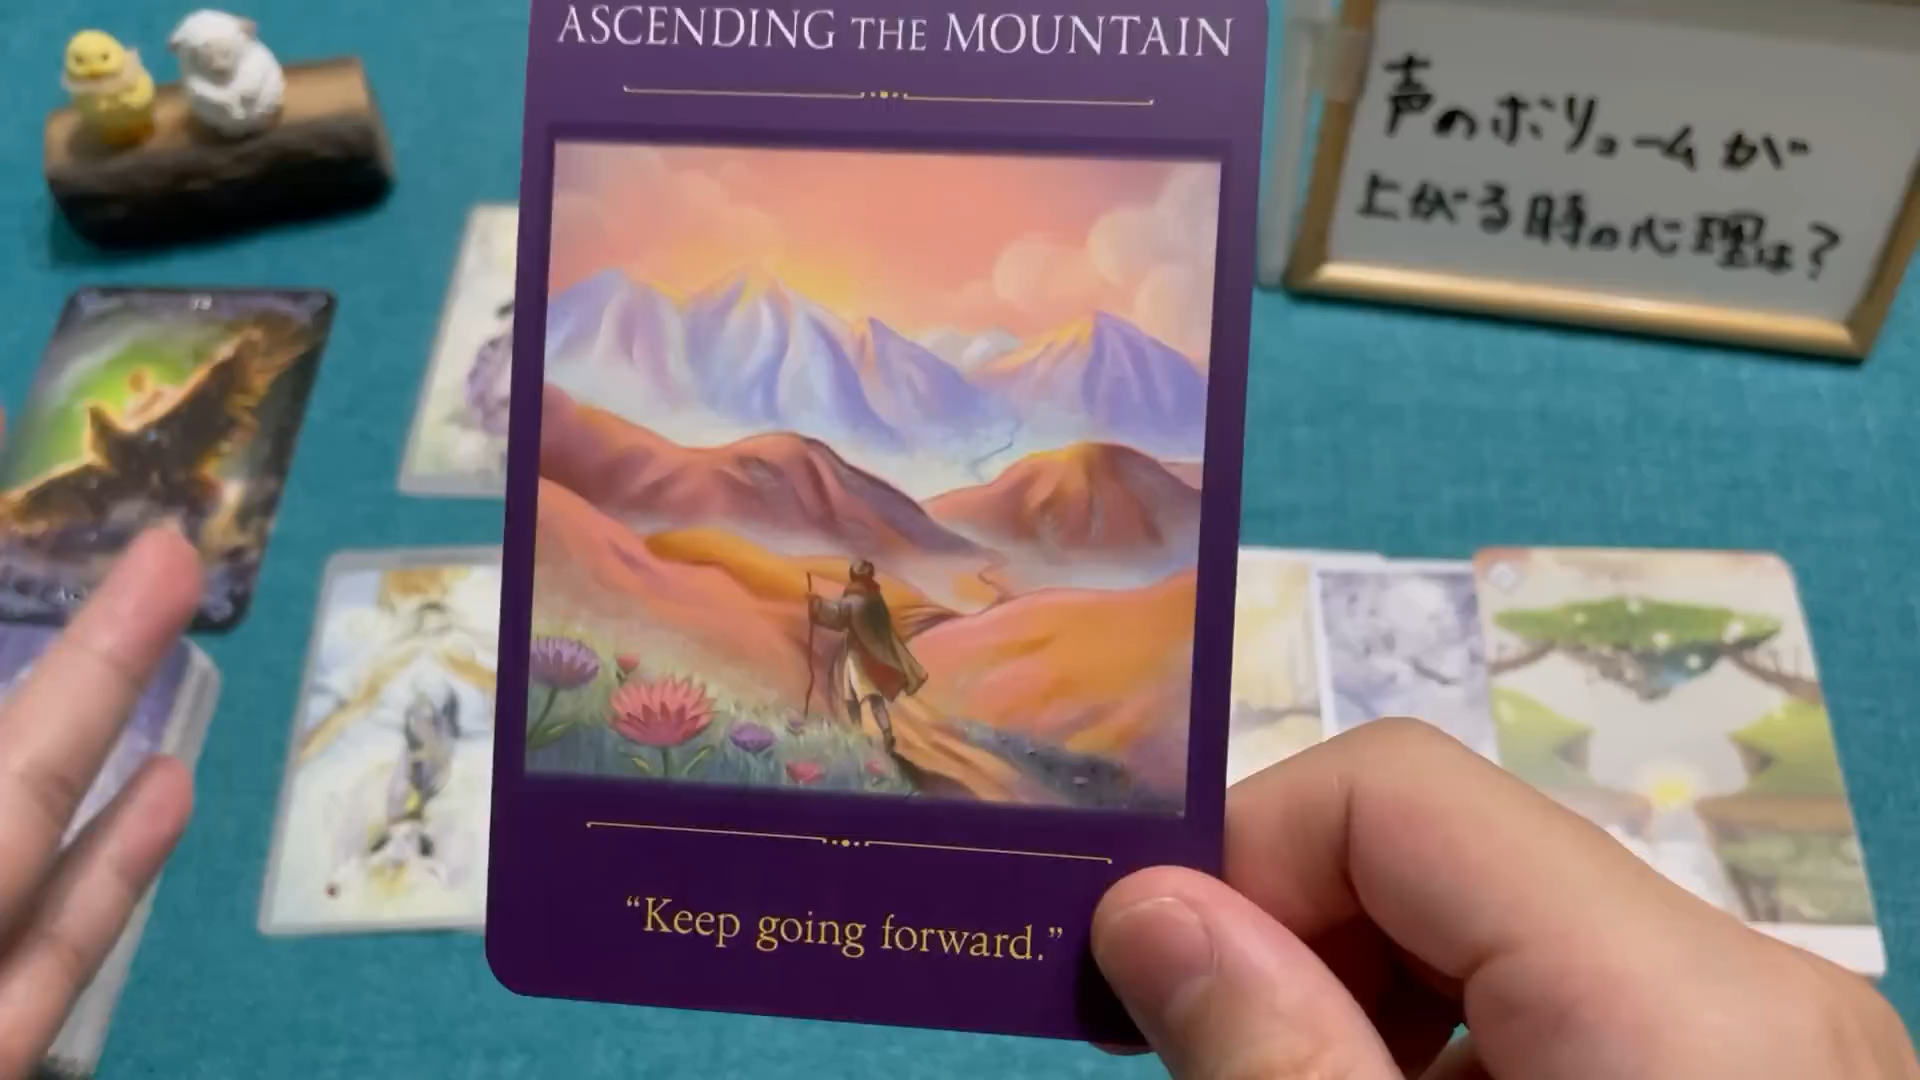 ASCENDING THE MOUNTAIN
“Keep going forward.”
声のボリュームが
上がる時の心理は?